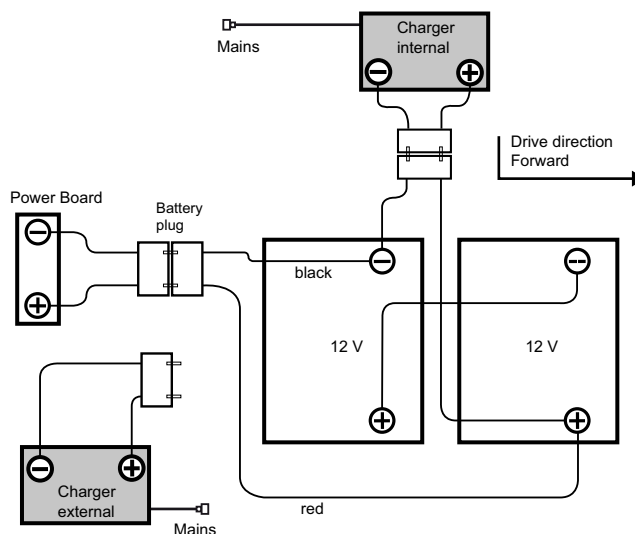 Charger
internal
Mains
Drive direction
Forward
Power Board
Battery
plug
black
12 V
12 V
Charger
external
red
Mains